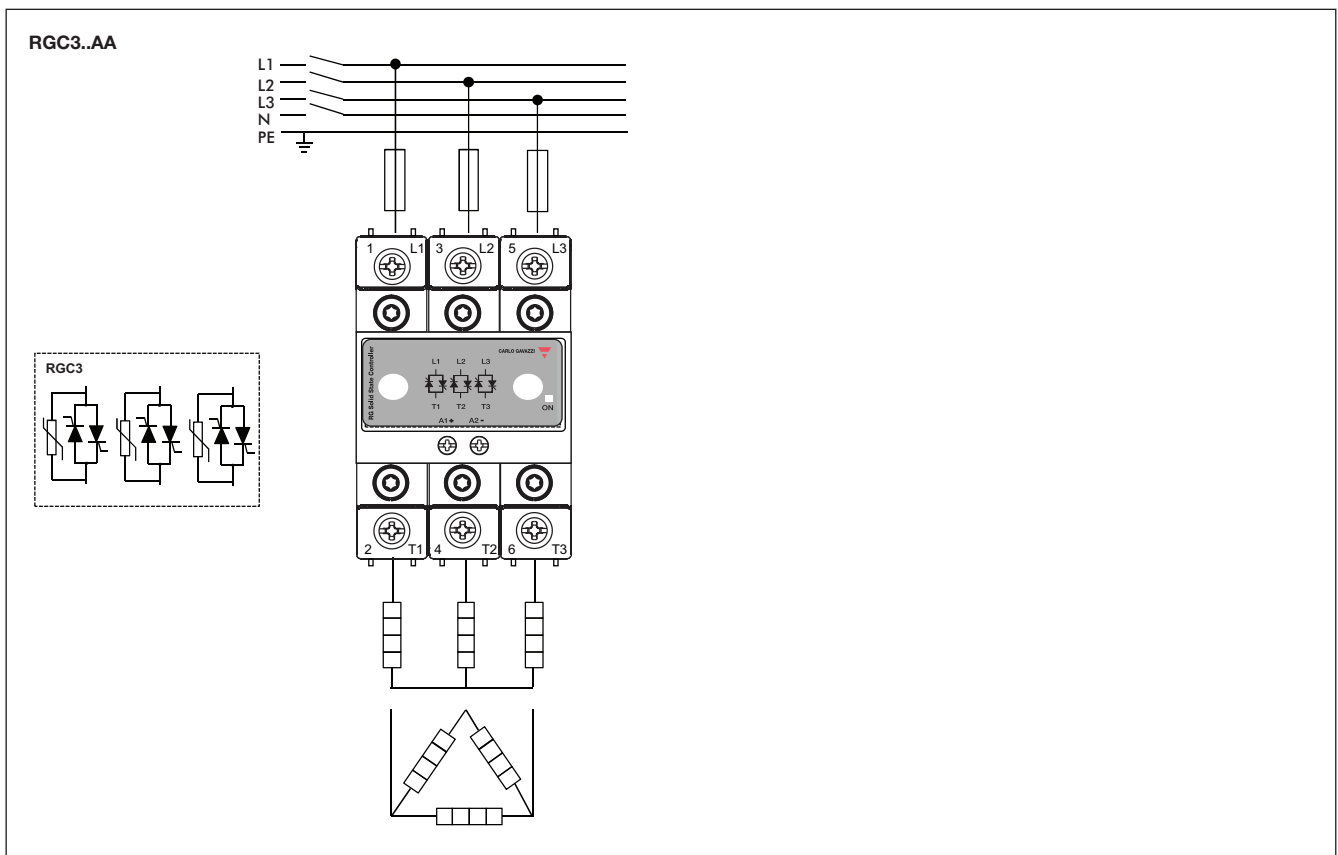 RGC3..AA
L1
L2
L3
N
PE
1 L1 3 L2 5 L3
RG Solid State Controller
CARLO GAVAZZI
L1 L2 L3
T1 T2 T3
ON
A1+ A2-
RGC3
2 T1 4 T2 6 T3